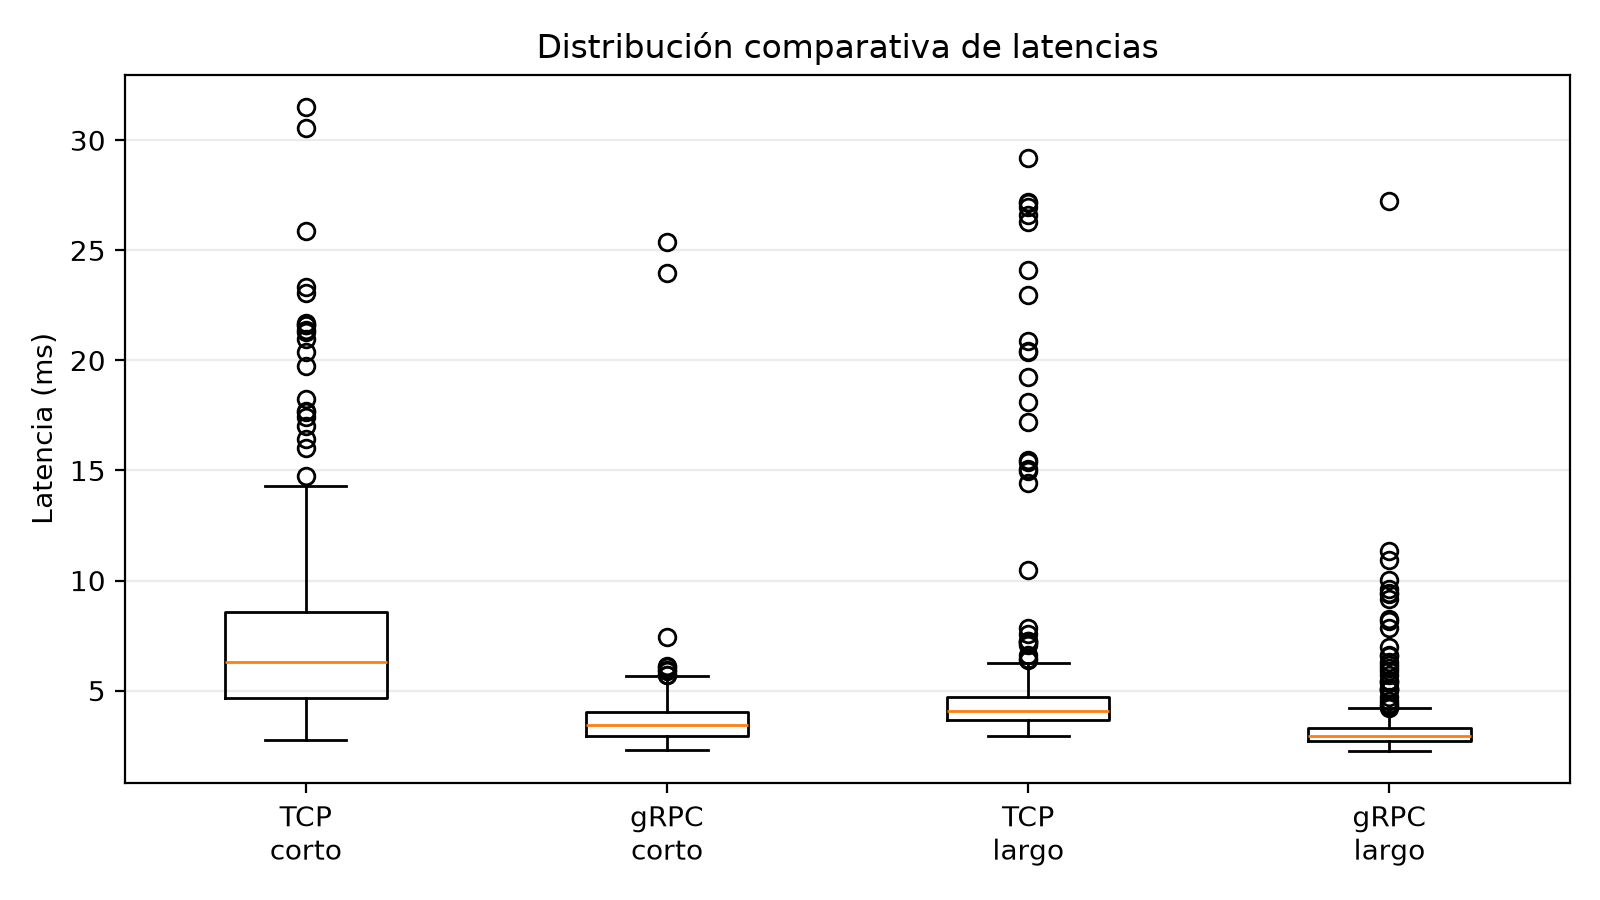 Distribución comparativa de latencias
Latencia (ms)
30
25
20
15
10
5
TCP
corto
gRPC
corto
TCP
largo
gRPC
largo